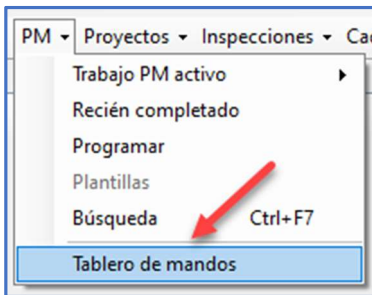 PM Proyectos Inspecciones
Trabajo PM activo
Recién completado
Programar
Plantillas
Búsqueda Ctrl+F7
Tablero de mandos